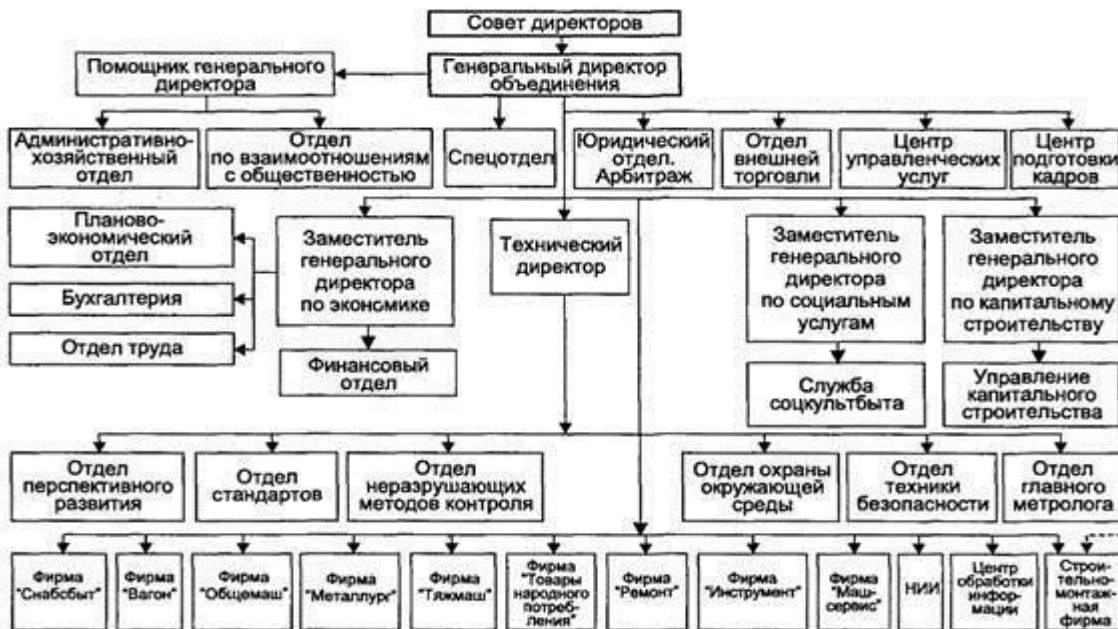 Совет директоров
Помощник генерального
директора
Генеральный директор
объединения
Административно-
хозяйственный
отдел
Отдел
по взаимоотношениям
с общественностью
Спецотдел
Юридический
отдел.
Арбитраж
Отдел
внешней
торговли
Центр
управленческих
услуг
Центр
подготовки
кадров
Планово-
экономический
отдел
Бухгалтерия
Отдел труда
Заместитель
генерального
директора
по экономике
Финансовый
отдел
Технический
директор
Заместитель
генерального
директора
по социальным
услугам
Служба
соцкультбыта
Заместитель
генерального
директора
по капитальному
строительству
Управление
капитального
строительства
Отдел
перспективного
развития
Отдел
стандартов
Отдел
неразрушающих
методов контроля
Отдел охраны
окружающей
среды
Отдел
техники
безопасности
Отдел
главного
метролога
Фирма
"Снабсбыт"
Фирма
"Вагон"
Фирма
"Общемаш"
Фирма
"Металлург"
Фирма
"Тяжмаш"
Фирма
"Товары
народного
потреб-
ления"
Фирма
"Ремонт"
Фирма
"Инструмент"
Фирма
"Маш-
сервис"
НИИ
Центр
обработки
инфор-
мации
Строи-
тельно-
монтаж-
ная
фирма